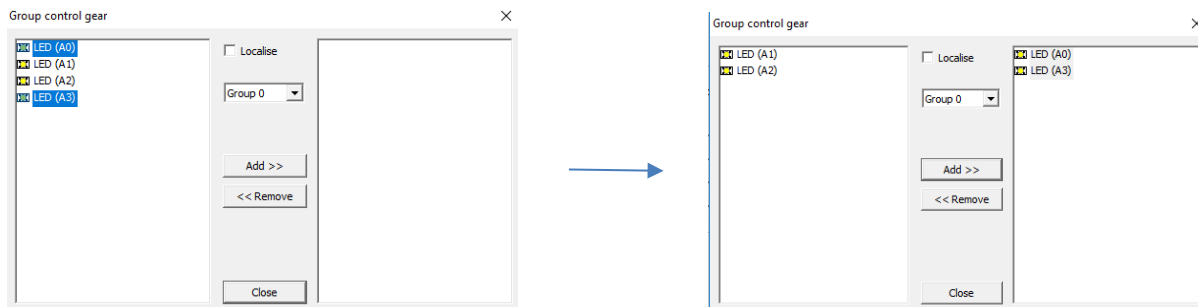 Group control gear
LED (A0)
LED (A1)
LED (A2)
LED (A3)
Localise
Group 0
Add >>
<< Remove
Close
Group control gear
LED (A1)
LED (A2)
Localise
Group 0
Add >>
<< Remove
Close
LED (A0)
LED (A3)